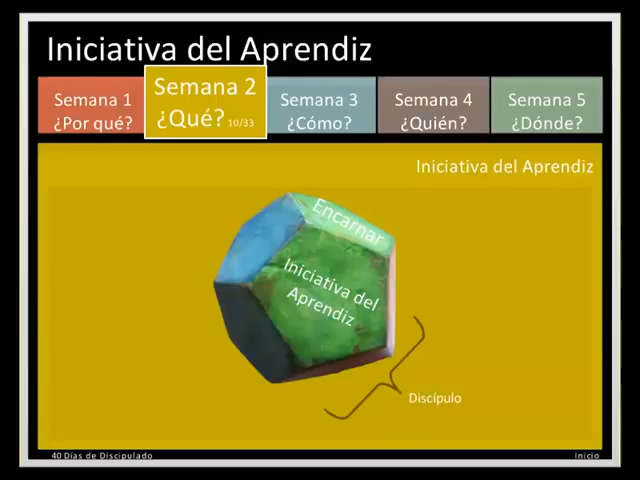 Iniciativa del Aprendiz
Semana 1
¿Por qué?
Semana 2
¿Qué? 10/33
Semana 3
¿Cómo?
Semana 4
¿Quién?
Semana 5
¿Dónde?
Iniciativa del Aprendiz
Encarnar
Iniciativa del
Aprendiz
Discípulo
40 Días de Discipulado
Inicio